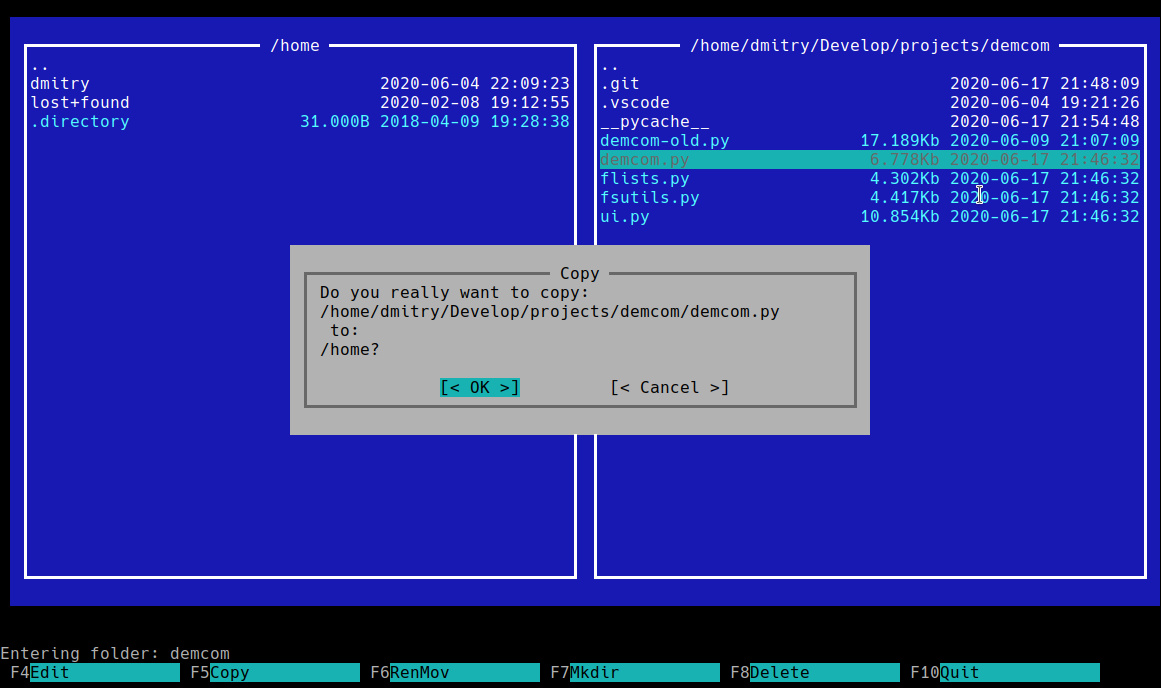 /home
..
dmitry 2020-06-04 22:09:23
lost+found 2020-02-08 19:12:55
.directory 31.000B 2018-04-09 19:28:38
/home/dmitry/Develop/projects/demcom
..
.git 2020-06-17 21:48:09
.vscode 2020-06-04 19:21:26
__pycache__ 2020-06-17 21:54:48
demcom-old.py 17.189Kb 2020-06-09 21:07:09
demcom.py 6.778Kb 2020-06-17 21:46:32
flists.py 4.302Kb 2020-06-17 21:46:32
fsutils.py 4.417Kb 2020-06-17 21:46:32
ui.py 10.854Kb 2020-06-17 21:46:32
Copy
Do you really want to copy:
/home/dmitry/Develop/projects/demcom/demcom.py
to:
/home?
[< OK >] [< Cancel >]
Entering folder: demcom
F4Edit F5Copy F6RenMov F7Mkdir F8Delete F10Quit